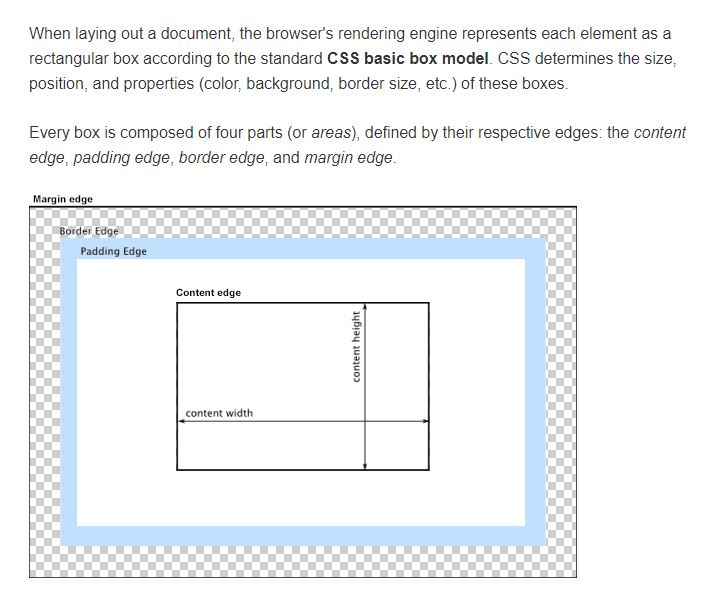 When laying out a document, the browser's rendering engine represents each element as a
rectangular box according to the standard CSS basic box model. CSS determines the size,
position, and properties (color, background, border size, etc.) of these boxes.
Every box is composed of four parts (or areas), defined by their respective edges: the content
edge, padding edge, border edge, and margin edge.
Margin edge
Border Edge
Padding Edge
Content edge
content height
content width